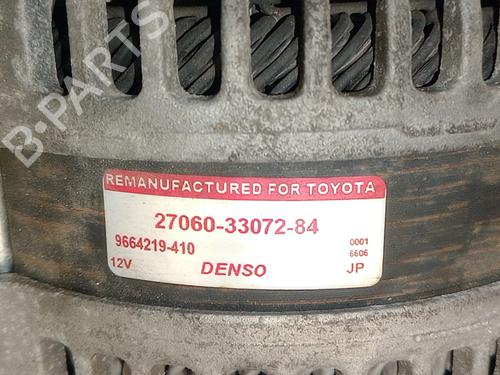 B-PARTS
REMANUFACTURED FOR TOYOTA
27060-33072-84
9664219-410
0001
6606
12V
DENSO
JP